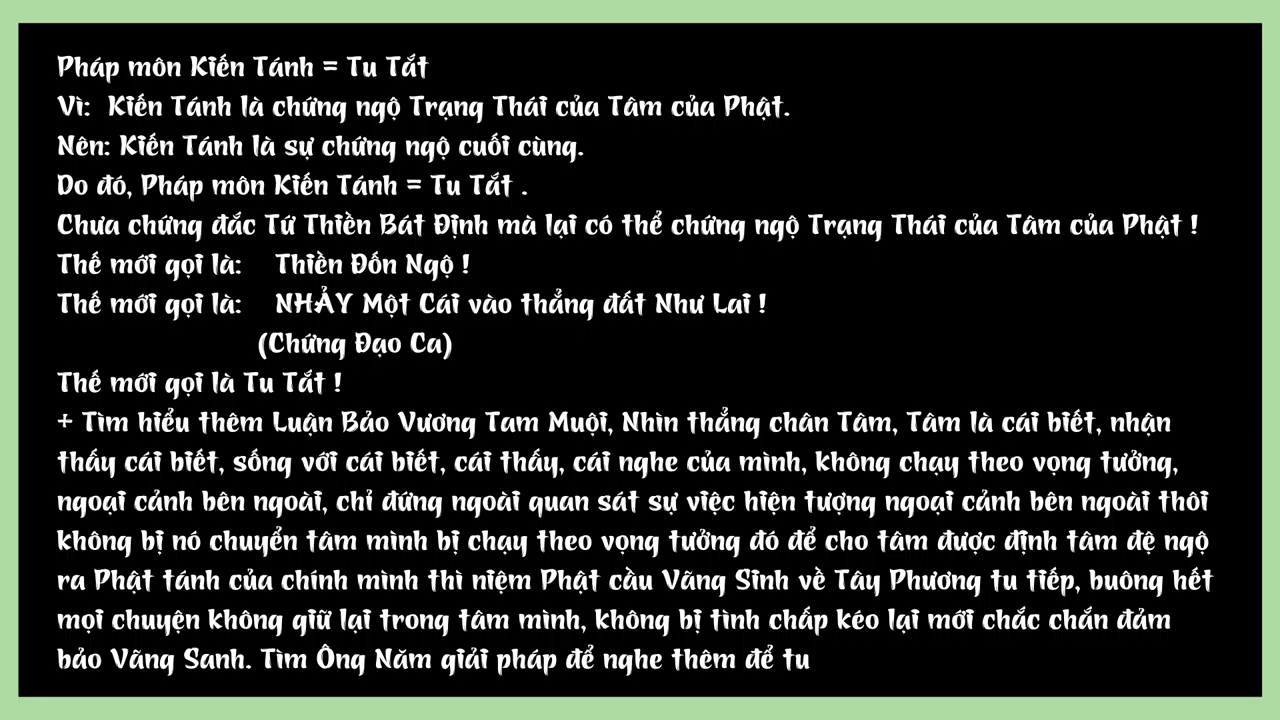 Pháp môn Kiến Tánh = Tu Tắt
Vì: Kiến Tánh là chứng ngộ Trạng Thái của Tâm của Phật.
Nên: Kiến Tánh là sự chứng ngộ cuối cùng.
Do đó, Pháp môn Kiến Tánh = Tu Tắt .
Chưa chứng đắc Tứ Thiền Bát Định mà lại có thể chứng ngộ Trạng Thái của Tâm của Phật !
Thế mới gọi là: Thiền Đốn Ngộ !
Thế mới gọi là: NHẢY Một Cái vào thẳng đất Như Lai !
(Chứng Đạo Ca)
Thế mới gọi là Tu Tắt !
+ Tìm hiểu thêm Luận Bảo Vương Tam Muội, Nhìn thẳng chân Tâm, Tâm là cái biết, nhận
thấy cái biết, sống với cái biết, cái thấy, cái nghe của mình, không chạy theo vọng tưởng,
ngoại cảnh bên ngoài, chỉ đứng ngoài quan sát sự việc hiện tượng ngoại cảnh bên ngoài thôi
không bị nó chuyển tâm mình bị chạy theo vọng tưởng đó để cho tâm được định tâm đệ ngộ
ra Phật tánh của chính mình thì niệm Phật cầu Vãng Sinh về Tây Phương tu tiếp, buông hết
mọi chuyện không giữ lại trong tâm mình, không bị tình chấp kéo lại mới chắc chắn đảm
bảo Vãng Sanh. Tìm Ông Năm giải pháp để nghe thêm để tu